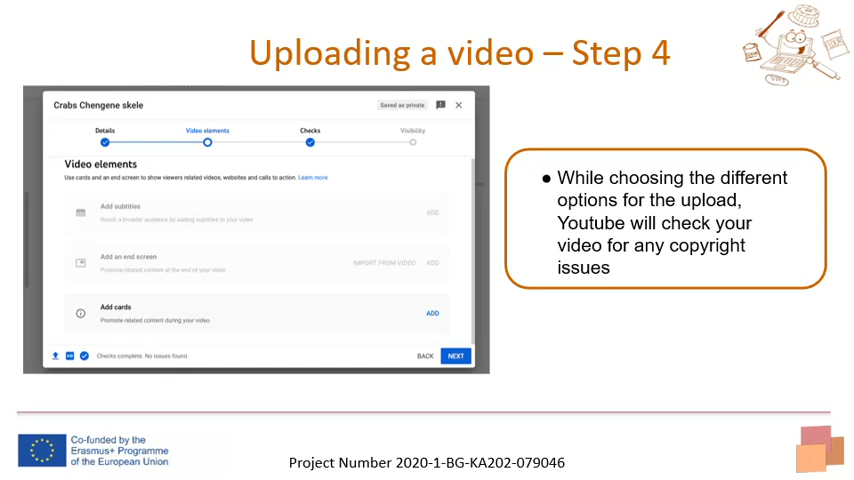 Uploading a video – Step 4
Crabs Chengene skele
Saved as private
Details
Video elements
Checks
Visibility
Video elements
Use cards and an end screen to show viewers related videos, websites and calls to action. Learn more
Add subtitles
Reach a broader audience by adding subtitles to your video
ADD
Add an end screen
Promote related content at the end of your video
IMPORT FROM VIDEO
ADD
Add cards
Promote related content during your video
ADD
Checks complete. No issues found.
BACK
NEXT
● While choosing the different
options for the upload,
Youtube will check your
video for any copyright
issues
Co-funded by the
Erasmus+ Programme
of the European Union
Project Number 2020-1-BG-KA202-079046